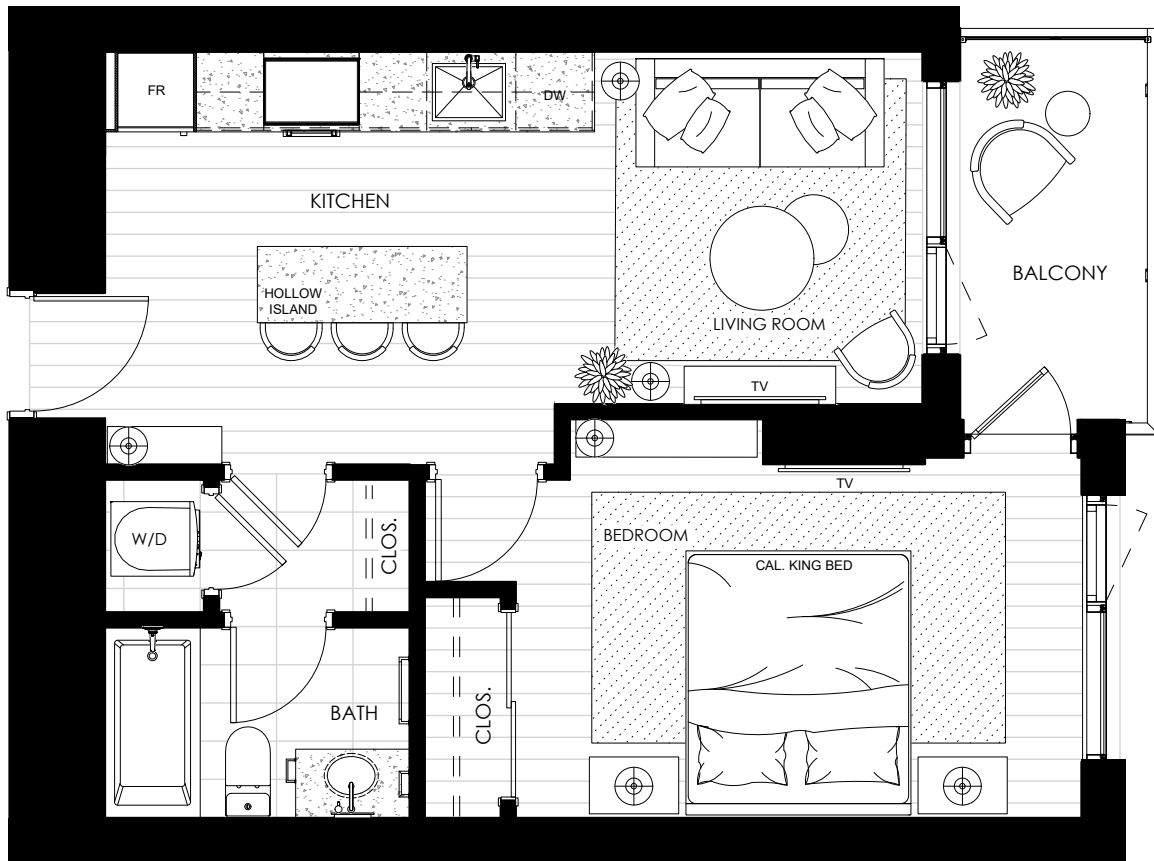 FR
DW
KITCHEN
HOLLOW
ISLAND
LIVING ROOM
BALCONY
TV
TV
W/D
CLOS.
BEDROOM
CAL. KING BED
CLOS.
BATH